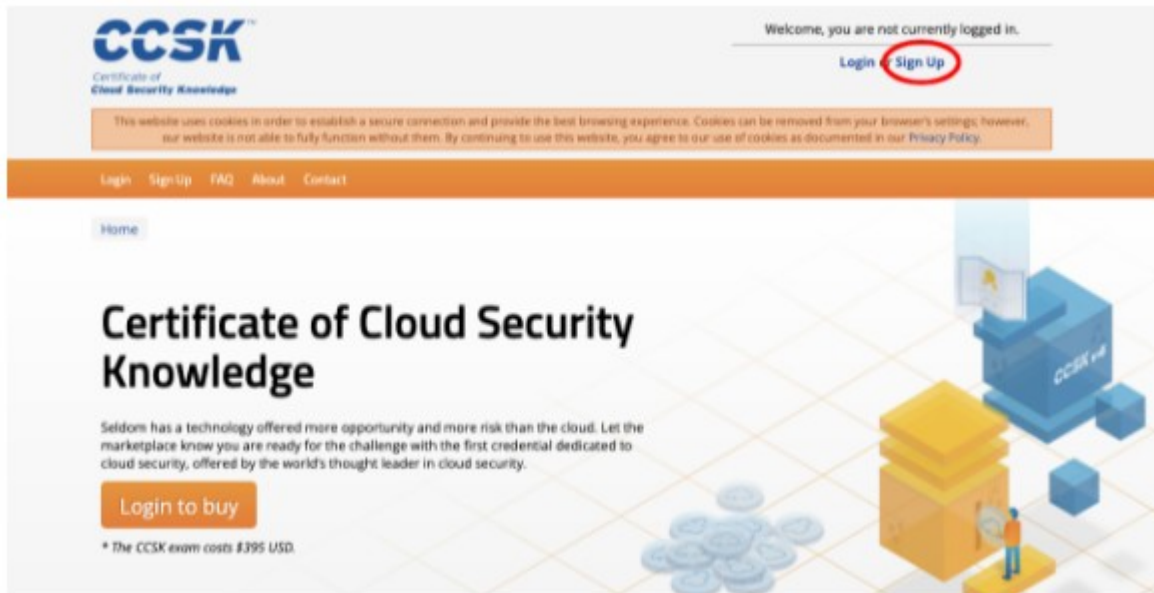 CCSK™
Certificate of
Cloud Security Knowledge
Welcome, you are not currently logged in.
Login or Sign Up
This website uses cookies in order to establish a secure connection and provide the best browsing experience. Cookies can be removed from your browser's settings; however,
our website is not able to fully function without them. By continuing to use this website, you agree to our use of cookies as documented in our Privacy Policy.
Login Sign Up FAQ About Contact
Home
Certificate of Cloud Security
Knowledge
Seldom has a technology offered more opportunity and more risk than the cloud. Let the
marketplace know you are ready for the challenge with the first credential dedicated to
cloud security, offered by the world's thought leader in cloud security.
Login to buy
* The CCSK exam costs $395 USD.
CCSK v4